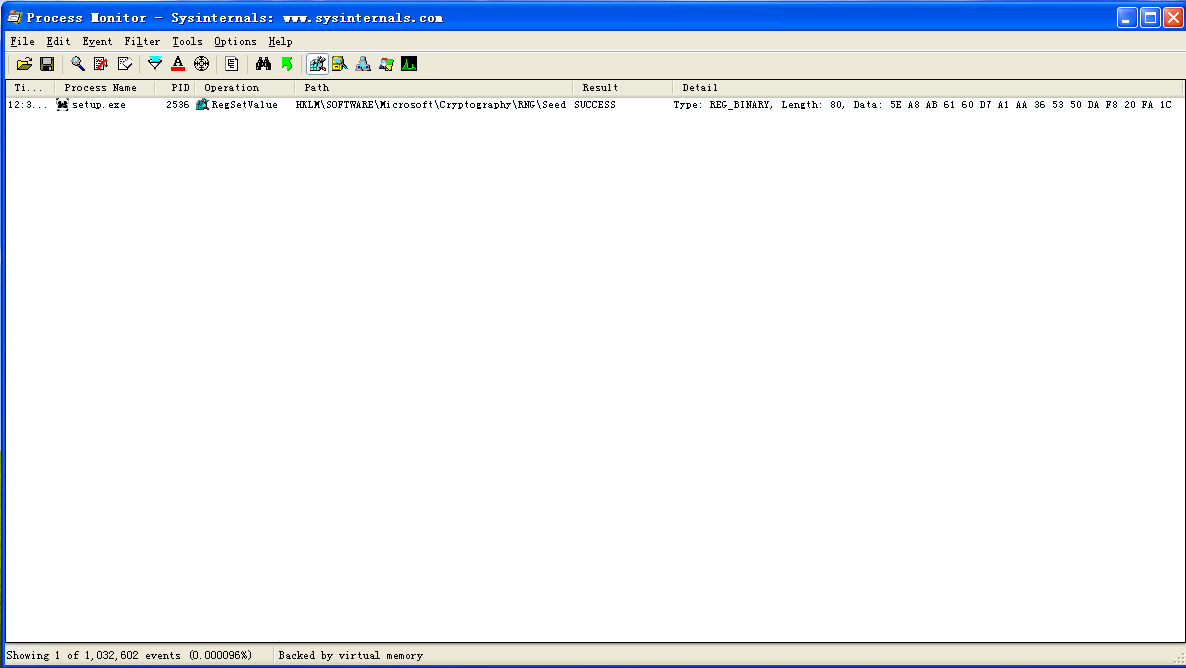 Process Monitor - Sysinternals: www.sysinternals.com
File Edit Event Filter Tools Options Help
Ti... Process Name PID Operation Path Result Detail
12:3... setup.exe 2536 RegSetValue HKLM\SOFTWARE\Microsoft\Cryptography\RNG\Seed SUCCESS Type: REG_BINARY, Length: 80, Data: 5E A8 AB 61 60 D7 A1 AA 36 53 50 DA F8 20 FA 1C
Showing 1 of 1,032,602 events (0.000096%) Backed by virtual memory